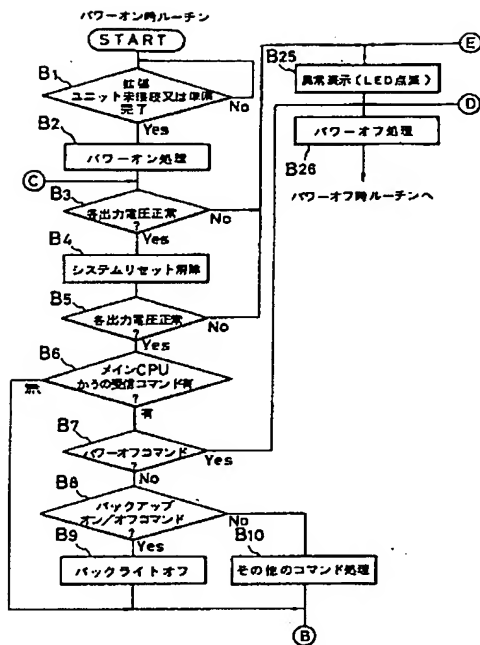 パワーオン時ルーチン
START
B1
拡張
ユニット未接続又は準備
完了
No
Yes
B2
パワーオン処理
C
B3
各出力電圧正常
?
No
Yes
B4
システムリセット解除
B5
各出力電圧正常
?
No
Yes
B6
メインCPU
からの受信コマンド有
?
無
有
B7
パワーオフコマンド
?
Yes
No
B8
バックアップ
オン/オフコマンド
?
No
Yes
B9
バックライトオフ
B10
その他のコマンド処理
B
E
B25
異常表示(LED点滅)
D
パワーオフ処理
B26
パワーオフ時ルーチンへ